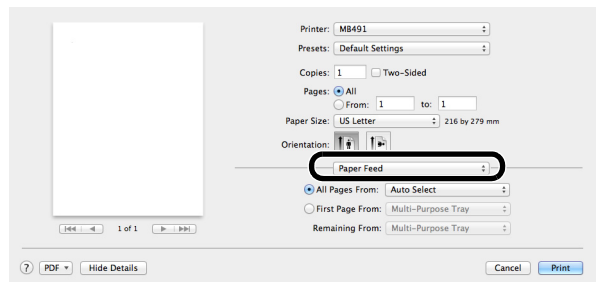 Printer: MB491
Presets: Default Settings
Copies: 1 Two-Sided
Pages: All
From: 1 to: 1
Paper Size: US Letter 216 by 279 mm
Orientation:
Paper Feed
All Pages From: Auto Select
First Page From: Multi-Purpose Tray
Remaining From: Multi-Purpose Tray
1 of 1
? PDF Hide Details Cancel Print